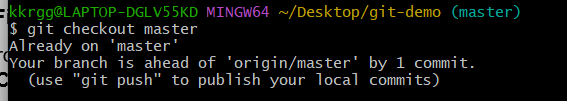 kkrgg@LAPTOP-DGLV55KD MINGW64 ~/Desktop/git-demo (master)
$ git checkout master
Already on 'master'
Your branch is ahead of 'origin/master' by 1 commit.
  (use "git push" to publish your local commits)